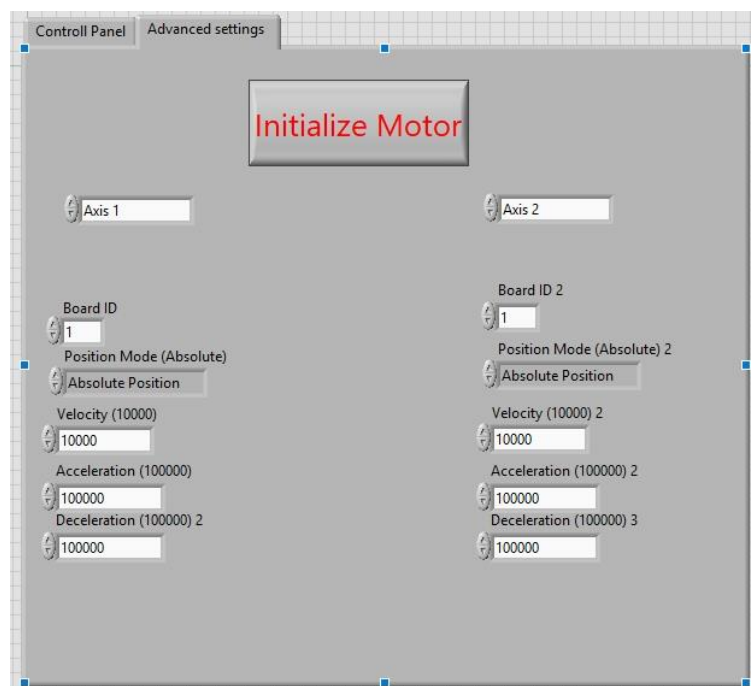 Controll Panel
Advanced settings
Initialize Motor
Axis 1
Axis 2
Board ID
1
Position Mode (Absolute)
Absolute Position
Velocity (10000)
10000
Acceleration (100000)
100000
Deceleration (100000) 2
100000
Board ID 2
1
Position Mode (Absolute) 2
Absolute Position
Velocity (10000) 2
10000
Acceleration (100000) 2
100000
Deceleration (100000) 3
100000